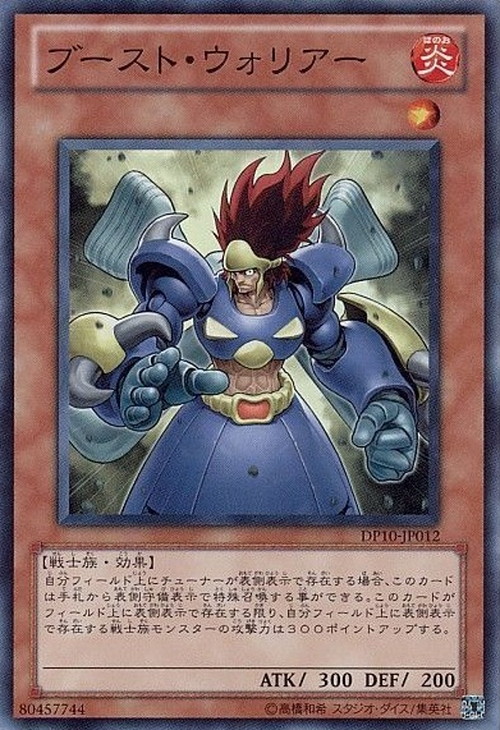 ブースト・ウォリアー
炎
DP10-JP012
【戦士族・効果】
自分フィールド上にチューナーが表側表示で存在する場合、このカード
は手札から表側守備表示で特殊召喚する事ができる。このカードが
フィールド上に表側表示で存在する限り、自分フィールド上に表側表示
で存在する戦士族モンスターの攻撃力は300ポイントアップする。
ATK/ 300 DEF/ 200
80457744
©高橋和希 スタジオ・ダイス/集英社